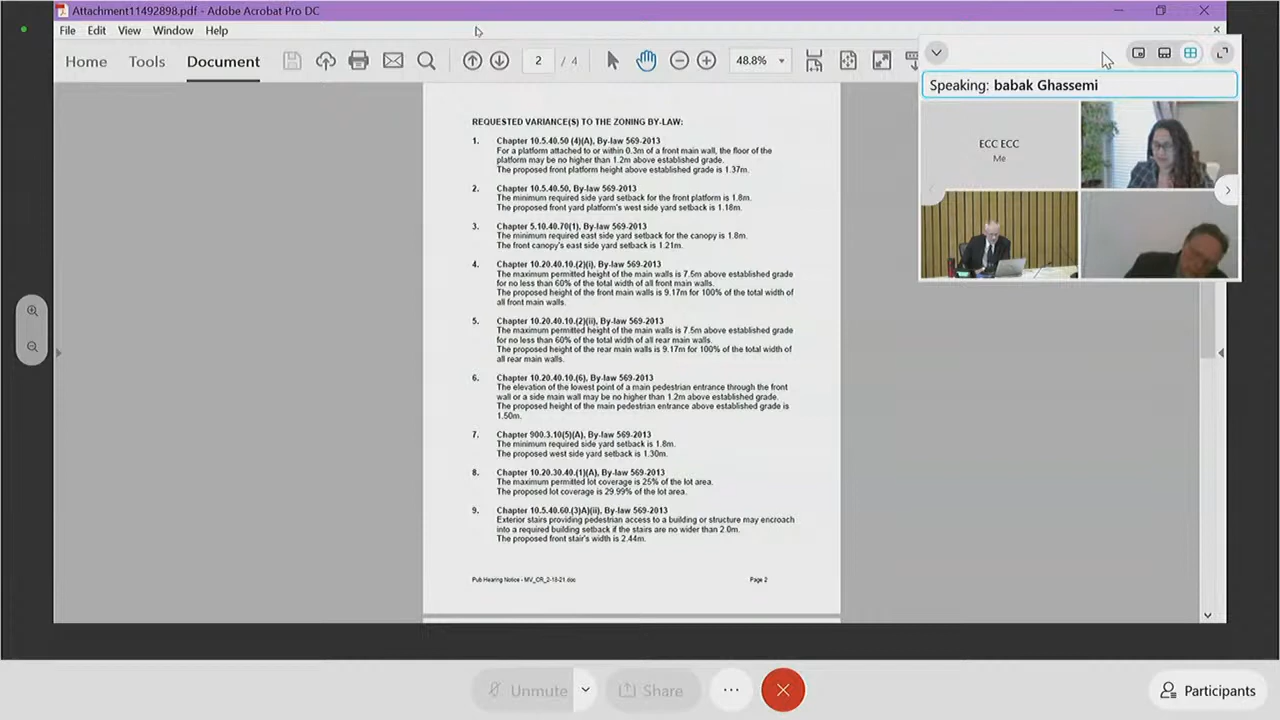 Attachment11492898.pdf - Adobe Acrobat Pro DC
File Edit View Window Help
Home Tools Document 2 / 4 48.8%
Speaking: babak Ghassemi
ECC ECC
Me
REQUESTED VARIANCE(S) TO THE ZONING BY-LAW:
1. Chapter 10.5.40.50 (4)(A), By-law 569-2013
For a platform attached to or within 0.3m of a front main wall, the floor of the
platform may be no higher than 1.2m above established grade.
The proposed front platform height above established grade is 1.37m.
2. Chapter 10.5.40.50, By-law 569-2013
The minimum required side yard setback for the front platform is 1.8m.
The proposed front yard platform's west side yard setback is 1.18m.
3. Chapter 5.10.40.70(1), By-law 569-2013
The minimum required east side yard setback for the canopy is 1.8m.
The front canopy's east side yard setback is 1.21m.
4. Chapter 10.20.40.10.(2)(i), By-law 569-2013
The maximum permitted height of the main walls is 7.5m above established grade
for no less than 60% of the total width of all front main walls.
The proposed height of the front main walls is 9.17m for 100% of the total width of
all front main walls.
5. Chapter 10.20.40.10.(2)(ii), By-law 569-2013
The maximum permitted height of the main walls is 7.5m above established grade
for no less than 60% of the total width of all rear main walls.
The proposed height of the rear main walls is 9.17m for 100% of the total width of
all rear main walls.
6. Chapter 10.20.40.10.(6), By-law 569-2013
The elevation of the lowest point of a main pedestrian entrance through the front
wall or a side main wall may be no higher than 1.2m above established grade.
The proposed height of the main pedestrian entrance above established grade is
1.50m.
7. Chapter 900.3.10(5)(A), By-law 569-2013
The minimum required side yard setback is 1.8m.
The proposed west side yard setback is 1.30m.
8. Chapter 10.20.30.40.(1)(A), By-law 569-2013
The maximum permitted lot coverage is 25% of the lot area.
The proposed lot coverage is 29.99% of the lot area.
9. Chapter 10.5.40.60.(3)A)(ii), By-law 569-2013
Exterior stairs providing pedestrian access to a building or structure may encroach
into a required building setback if the stairs are no wider than 2.0m.
The proposed front stair's width is 2.44m.
Pub Hearing Notice - MV_CR_2-18-21.doc Page 2
Unmute Share ... Participants